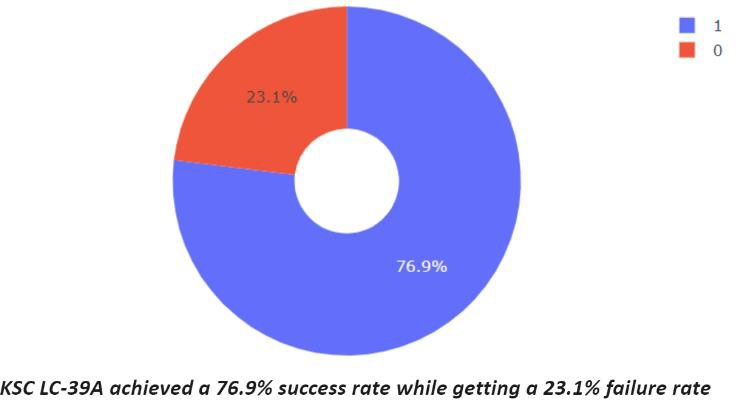 1
0
23.1%
76.9%
KSC LC-39A achieved a 76.9% success rate while getting a 23.1% failure rate